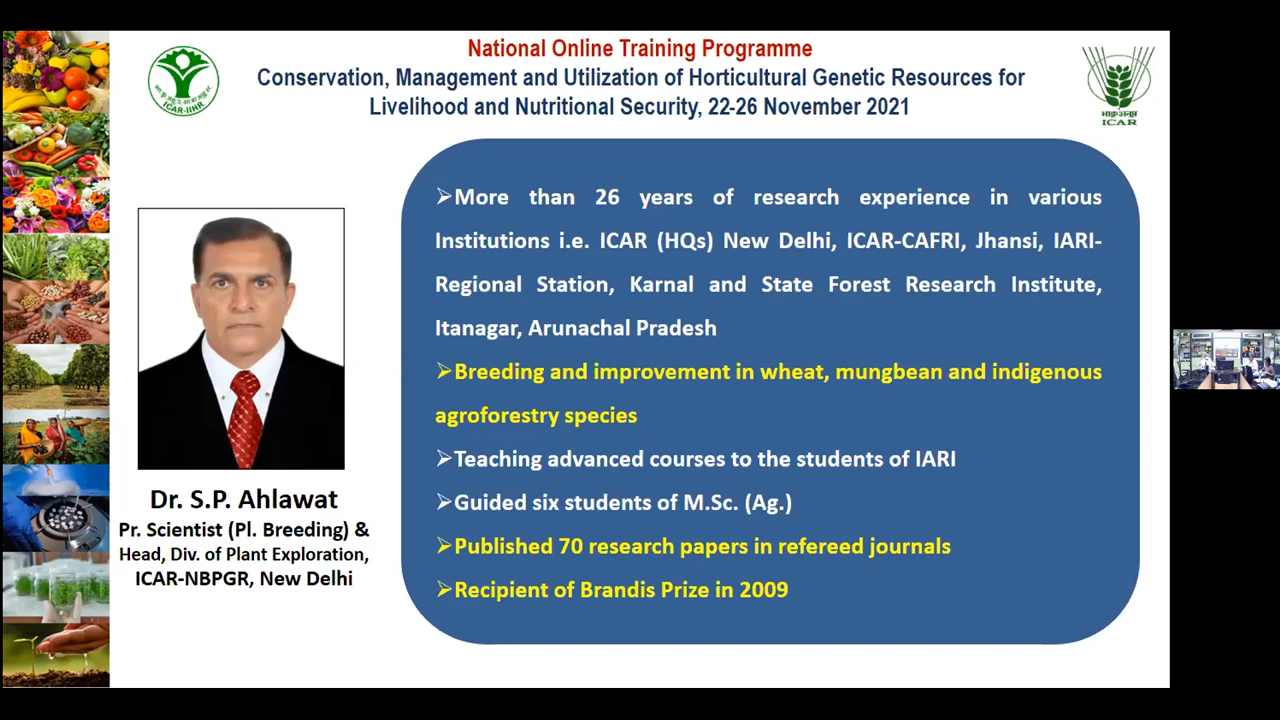 National Online Training Programme
Conservation, Management and Utilization of Horticultural Genetic Resources for
Livelihood and Nutritional Security, 22-26 November 2021
ICAR-IIHR
भाकृअनुप
ICAR
➢More than 26 years of research experience in various
Institutions i.e. ICAR (HQs) New Delhi, ICAR-CAFRI, Jhansi, IARI-
Regional Station, Karnal and State Forest Research Institute,
Itanagar, Arunachal Pradesh
➢Breeding and improvement in wheat, mungbean and indigenous
agroforestry species
➢Teaching advanced courses to the students of IARI
➢Guided six students of M.Sc. (Ag.)
➢Published 70 research papers in refereed journals
➢Recipient of Brandis Prize in 2009
Dr. S.P. Ahlawat
Pr. Scientist (Pl. Breeding) &
Head, Div. of Plant Exploration,
ICAR-NBPGR, New Delhi